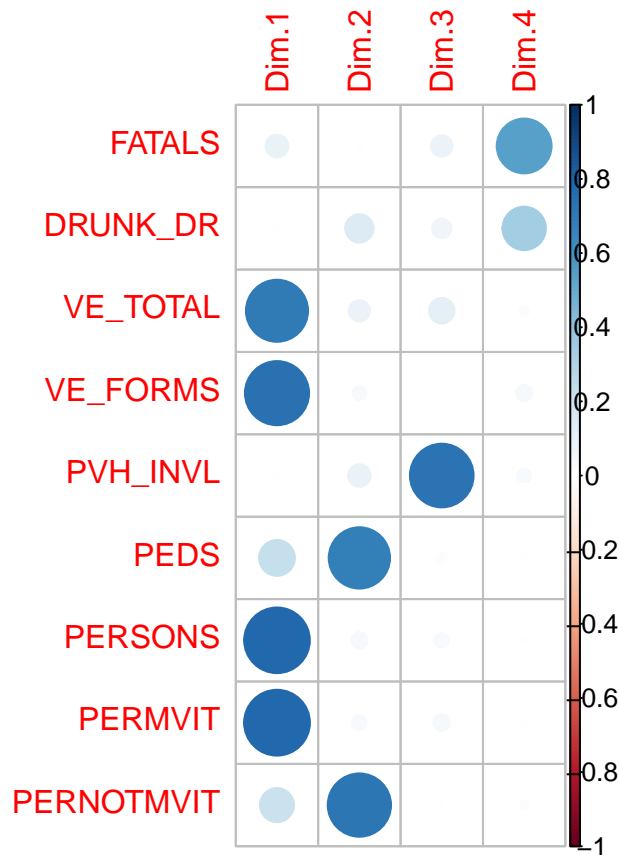 Dim.1
Dim.2
Dim.3
Dim.4
FATALS
DRUNK_DR
VE_TOTAL
VE_FORMS
PVH_INVL
PEDS
PERSONS
PERMVIT
PERNOTMVIT
1
0.8
0.6
0.4
0.2
0
-0.2
-0.4
-0.6
-0.8
-1